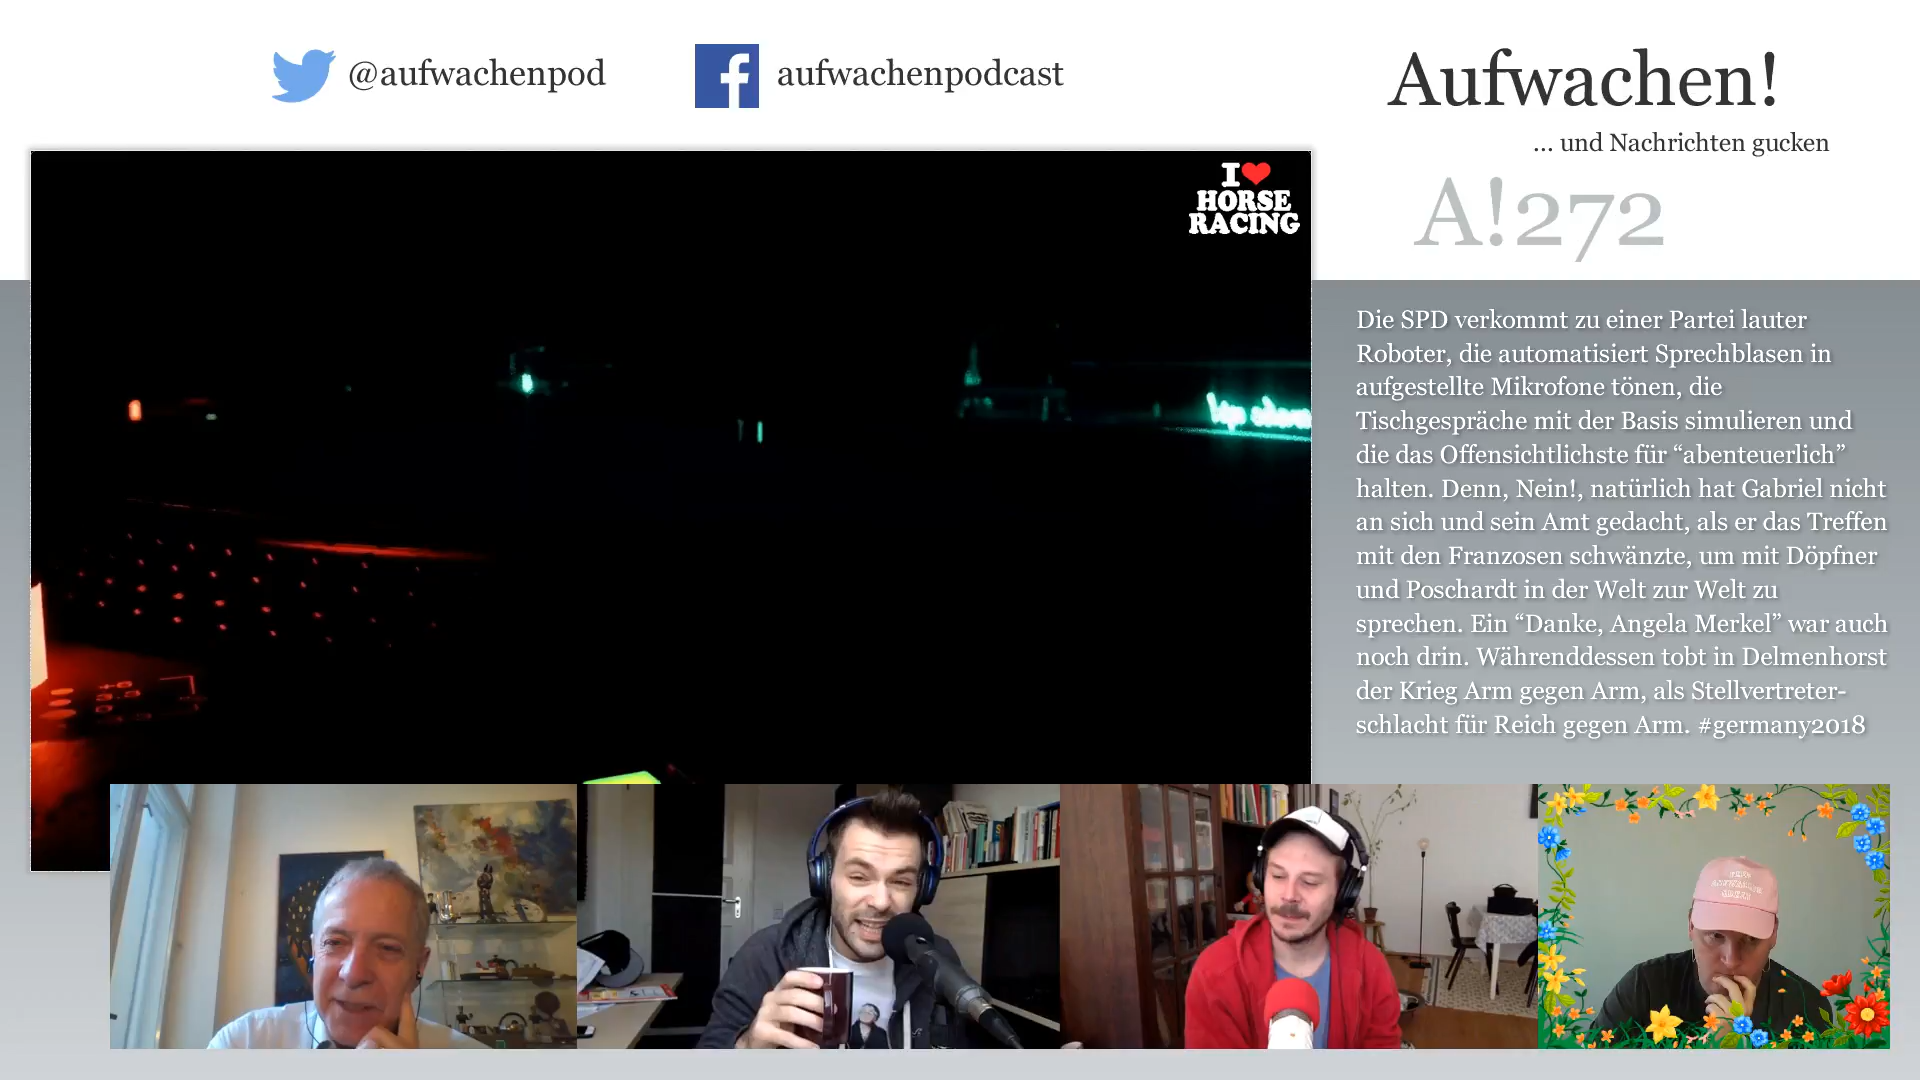 @aufwachenpod
aufwachenpodcast
Aufwachen!
... und Nachrichten gucken
A!272
I
HORSE
RACING
Die SPD verkommt zu einer Partei lauter
Roboter, die automatisiert Sprechblasen in
aufgestellte Mikrofone tönen, die
Tischgespräche mit der Basis simulieren und
die das Offensichtlichste für “abenteuerlich”
halten. Denn, Nein!, natürlich hat Gabriel nicht
an sich und sein Amt gedacht, als er das Treffen
mit den Franzosen schwänzte, um mit Döpfner
und Poschardt in der Welt zur Welt zu
sprechen. Ein “Danke, Angela Merkel” war auch
noch drin. Währenddessen tobt in Delmenhorst
der Krieg Arm gegen Arm, als Stellvertreter-
schlacht für Reich gegen Arm. #germany2018